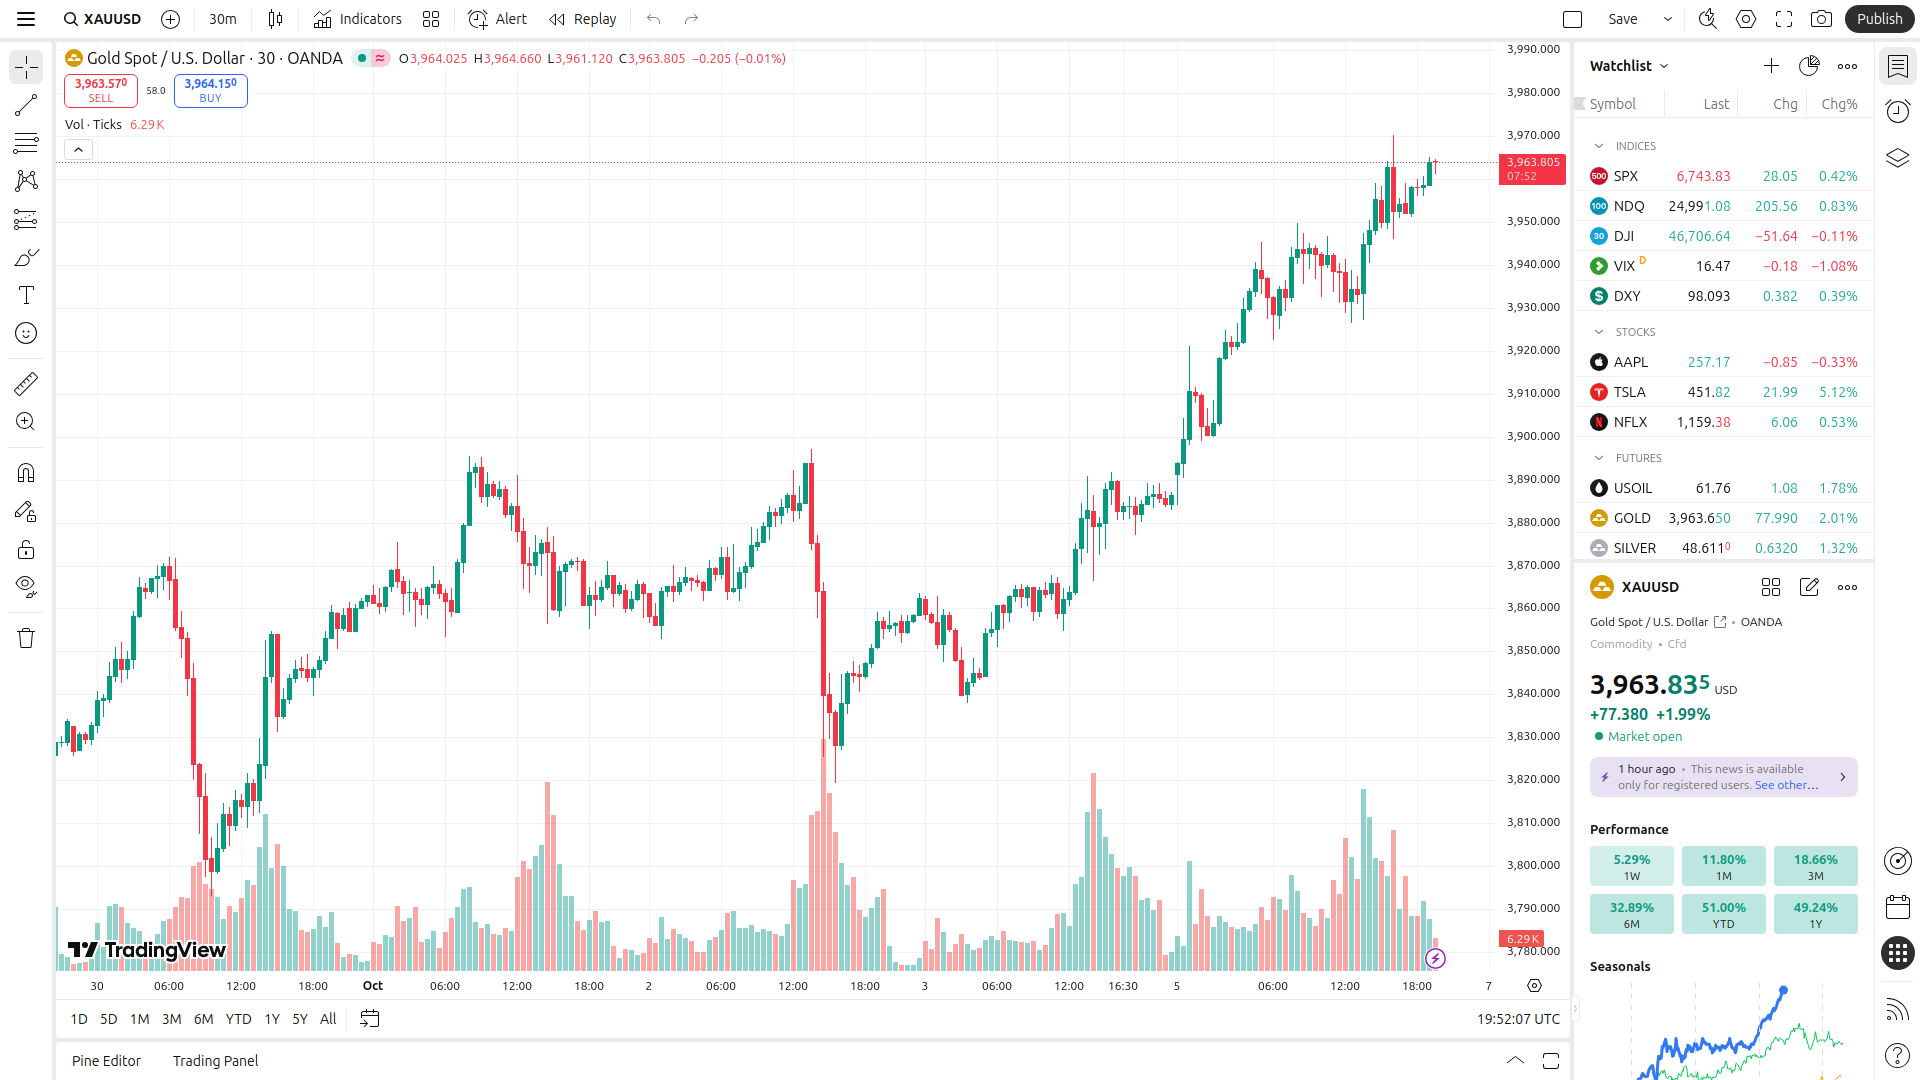 XAUUSD 30m Indicators Alert Replay Save Publish
Gold Spot / U.S. Dollar · 30 · OANDA O3,964.025 H3,964.660 L3,961.120 C3,963.805 −0.205 (−0.01%)
3,963.570 SELL 58.0 3,964.150 BUY
Vol · Ticks 6.29 K
3,990.000
3,980.000
3,970.000
3,963.805
07:52
3,950.000
3,940.000
3,930.000
3,920.000
3,910.000
3,900.000
3,890.000
3,880.000
3,870.000
3,860.000
3,850.000
3,840.000
3,830.000
3,820.000
3,810.000
3,800.000
3,790.000
6.29 K
3,780.000
TradingView
30 06:00 12:00 18:00 Oct 06:00 12:00 18:00 2 06:00 12:00 18:00 3 06:00 12:00 16:30 5 06:00 12:00 18:00 7
1D 5D 1M 3M 6M YTD 1Y 5Y All 19:52:07 UTC
Pine Editor Trading Panel
Watchlist
Symbol Last Chg Chg%
INDICES
500 SPX 6,743.83 28.05 0.42%
100 NDQ 24,991.08 205.56 0.83%
30 DJI 46,706.64 −51.64 −0.11%
VIX D 16.47 −0.18 −1.08%
$ DXY 98.093 0.382 0.39%
STOCKS
AAPL 257.17 −0.85 −0.33%
TSLA 451.82 21.99 5.12%
N NFLX 1,159.38 6.06 0.53%
FUTURES
USOIL 61.76 1.08 1.78%
GOLD 3,963.650 77.990 2.01%
SILVER 48.6110 0.6320 1.32%
XAUUSD
Gold Spot / U.S. Dollar • OANDA
Commodity • Cfd
3,963.835 USD
+77.380 +1.99%
Market open
1 hour ago • This news is available
only for registered users. See other...
Performance
5.29% 11.80% 18.66%
1W 1M 3M
32.89% 51.00% 49.24%
6M YTD 1Y
Seasonals